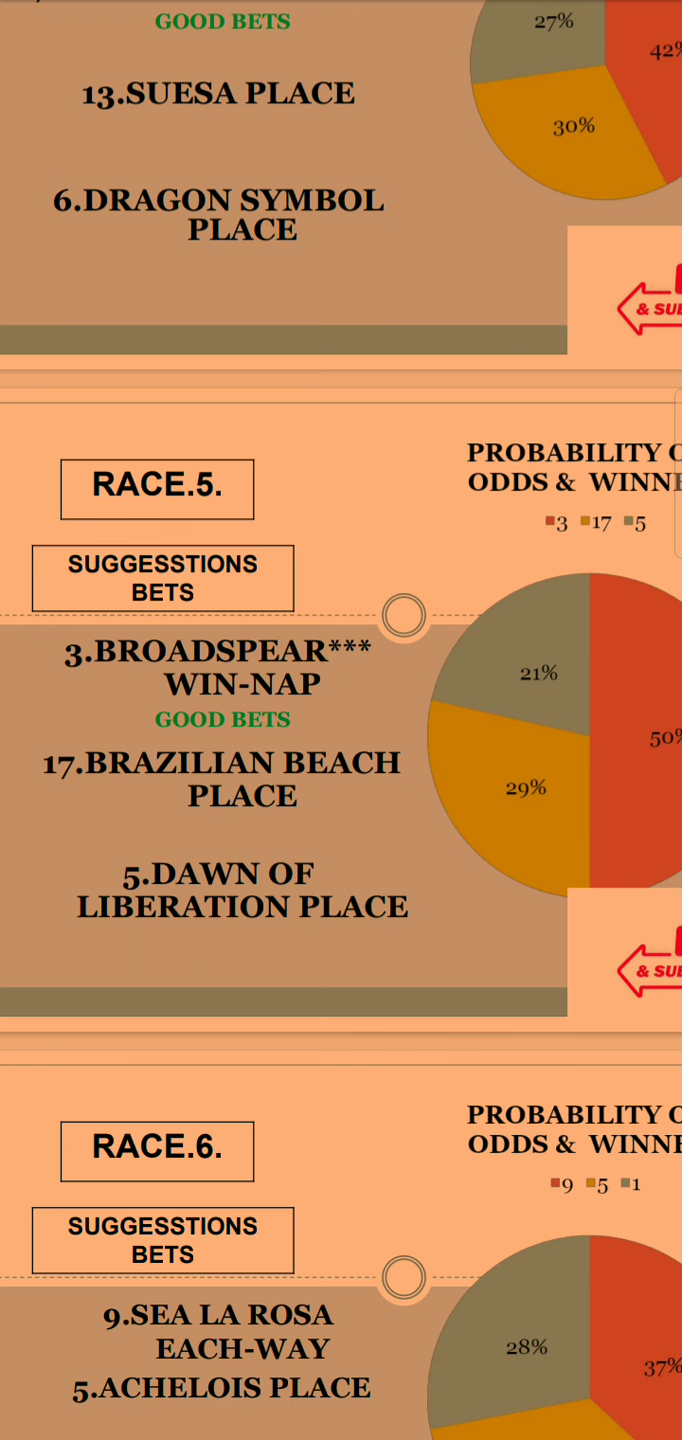 GOOD BETS
27%
42%
13.SUESA PLACE
30%
6.DRAGON SYMBOL
PLACE
RACE.5.
PROBABILITY
ODDS & WINNE
3 17 5
SUGGESSTIONS
BETS
3.BROADSPEAR***
WIN-NAP
GOOD BETS
17.BRAZILIAN BEACH
PLACE
5.DAWN OF
LIBERATION PLACE
21%
50%
29%
& SU
RACE.6.
PROBABILITY
ODDS & WINNE
9 5 1
SUGGESSTIONS
BETS
9.SEA LA ROSA
EACH-WAY
5.ACHELOIS PLACE
28%
37%